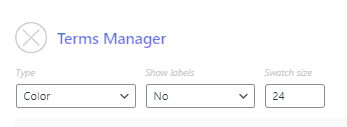 Terms Manager
Type Show labels Swatch size
Color No 24